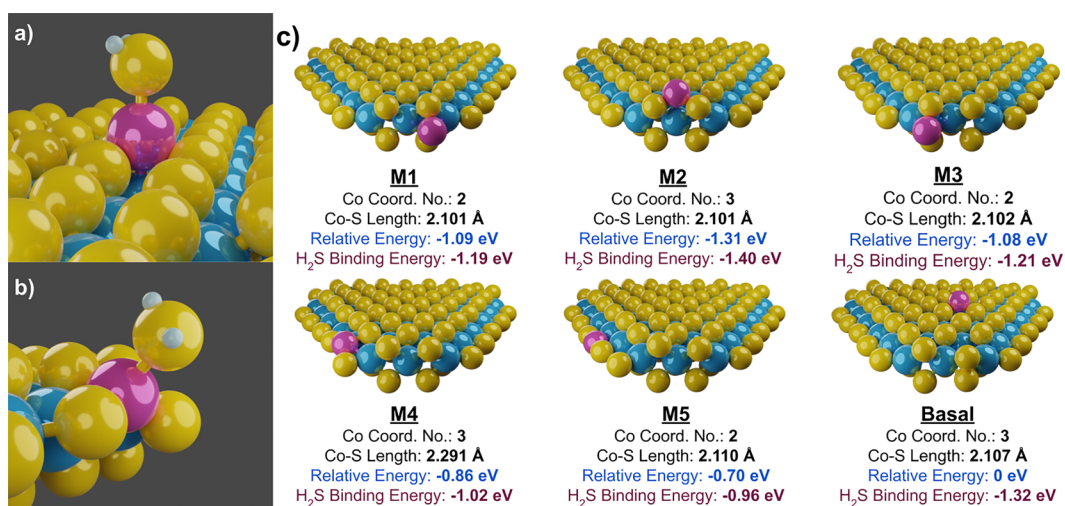 a)
b)
c)
M1
Co Coord. No.: 2
Co-S Length: 2.101 Å
Relative Energy: -1.09 eV
H₂S Binding Energy: -1.19 eV
M2
Co Coord. No.: 3
Co-S Length: 2.101 Å
Relative Energy: -1.31 eV
H₂S Binding Energy: -1.40 eV
M3
Co Coord. No.: 2
Co-S Length: 2.102 Å
Relative Energy: -1.08 eV
H₂S Binding Energy: -1.21 eV
M4
Co Coord. No.: 3
Co-S Length: 2.291 Å
Relative Energy: -0.86 eV
H₂S Binding Energy: -1.02 eV
M5
Co Coord. No.: 2
Co-S Length: 2.110 Å
Relative Energy: -0.70 eV
H₂S Binding Energy: -0.96 eV
Basal
Co Coord. No.: 3
Co-S Length: 2.107 Å
Relative Energy: 0 eV
H₂S Binding Energy: -1.32 eV